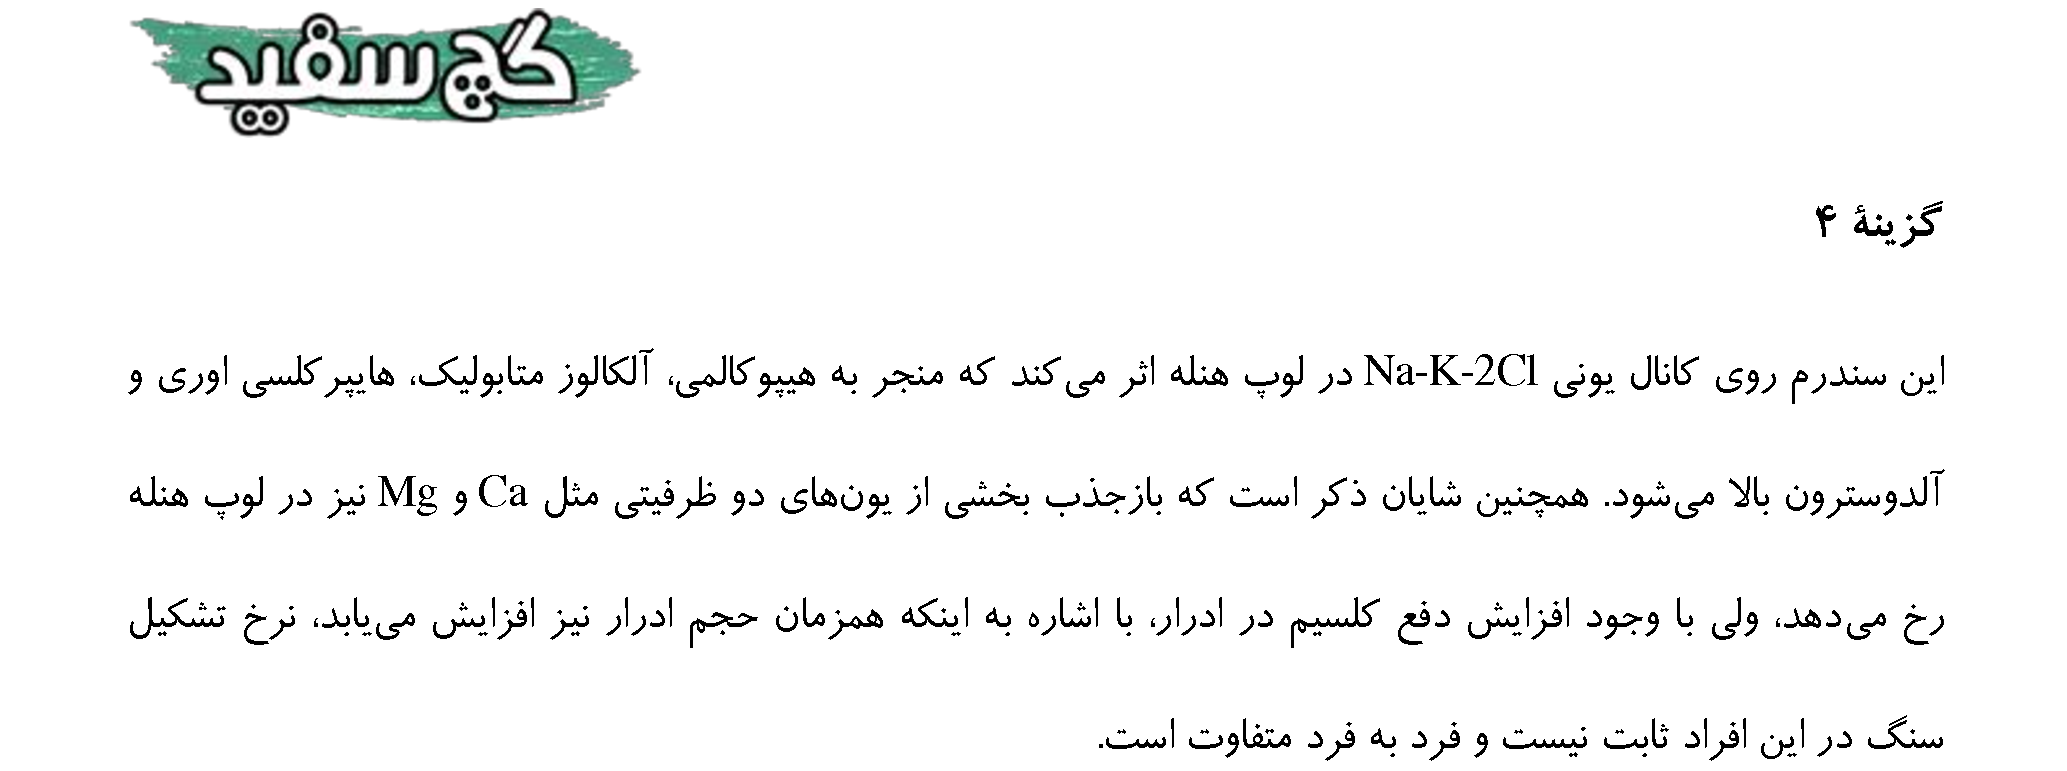 گچ سفید
گزینهٔ ۴
این سندرم روی کانال یونی Na-K-2Cl در لوپ هنله اثر می‌کند که منجر به هیپوکالمی، آلکالوز متابولیک، هایپرکلسی اوری و
آلدوسترون بالا می‌شود. همچنین شایان ذکر است که بازجذب بخشی از یون‌های دو ظرفیتی مثل Ca و Mg نیز در لوپ هنله
رخ می‌دهد، ولی با وجود افزایش دفع کلسیم در ادرار، با اشاره به اینکه همزمان حجم ادرار نیز افزایش می‌یابد، نرخ تشکیل
سنگ در این افراد ثابت نیست و فرد به فرد متفاوت است.